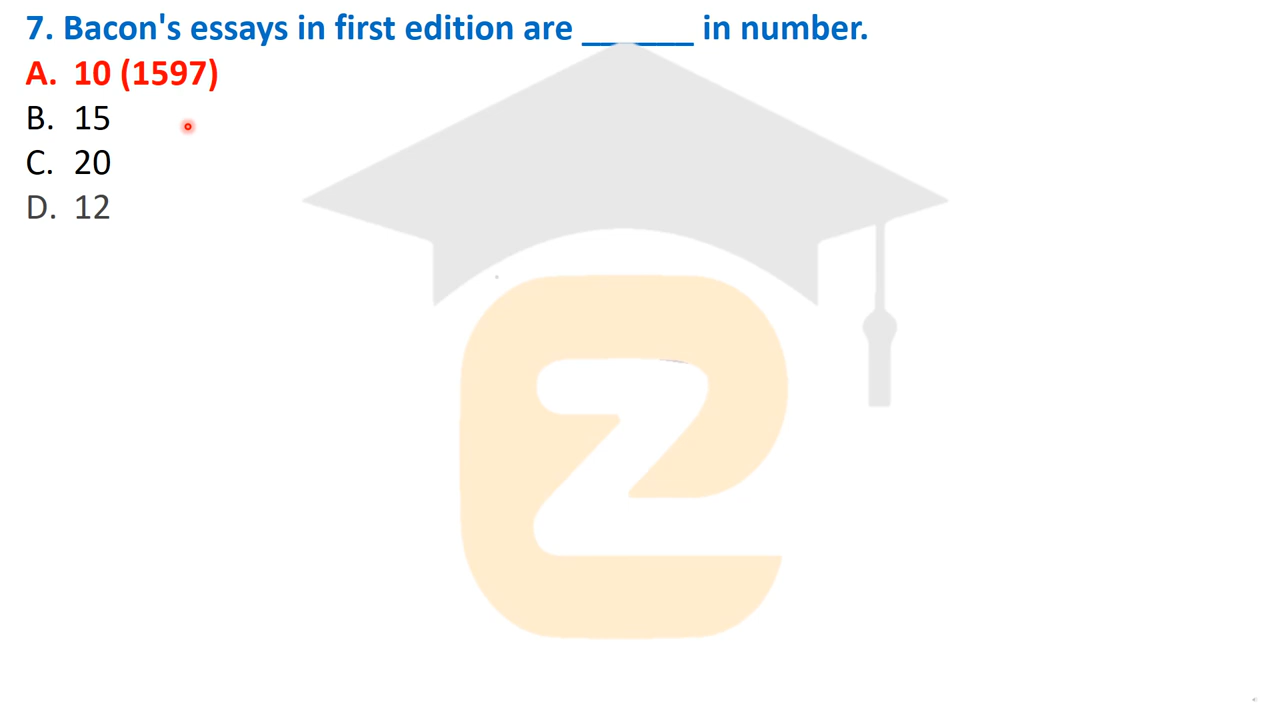 7. Bacon's essays in first edition are ______ in number.
A. 10 (1597)
B. 15
C. 20
D. 12